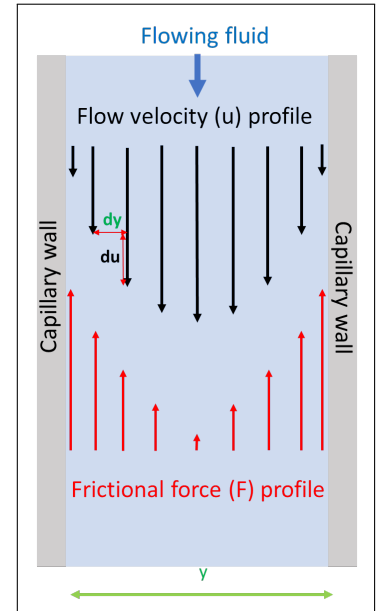 Flowing fluid
Flow velocity (u) profile
dy
du
Capillary wall
Capillary wall
Frictional force (F) profile
y